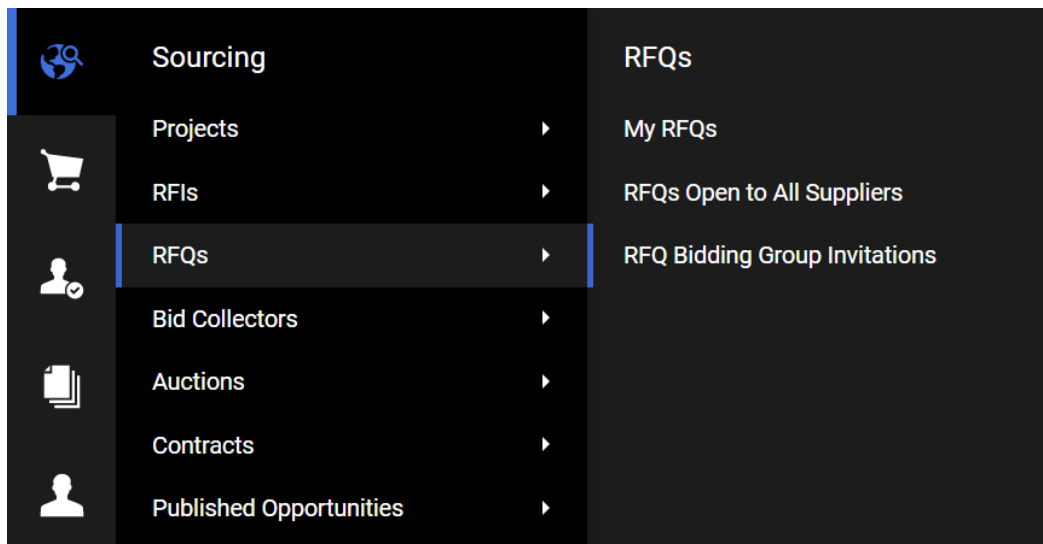 Sourcing
Projects
RFIs
RFQs
Bid Collectors
Auctions
Contracts
Published Opportunities
RFQs
My RFQs
RFQs Open to All Suppliers
RFQ Bidding Group Invitations